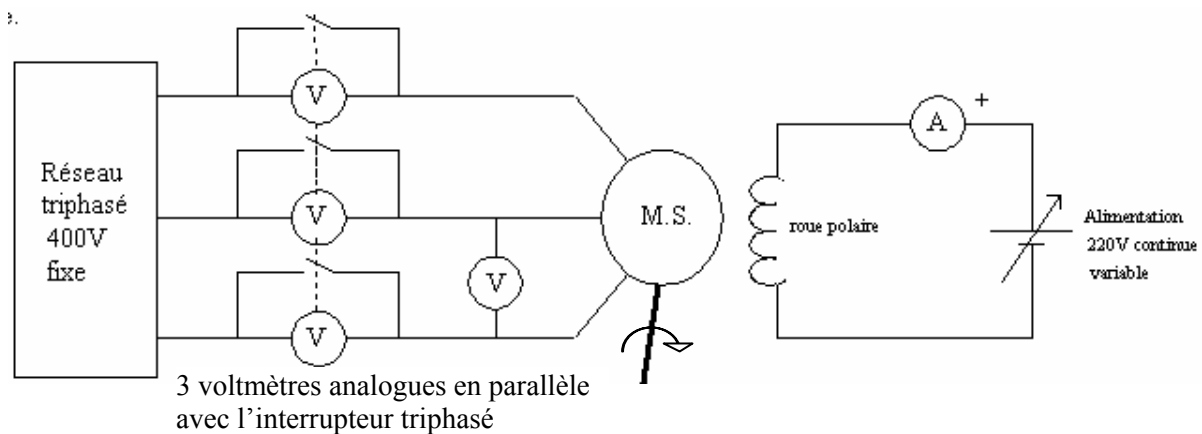 e.
V
Réseau
triphasé
400V
fixe
V
V
V
M.S.
roue polaire
A
+
Alimentation
220V continue
variable
3 voltmètres analogues en parallèle
avec l'interrupteur triphasé